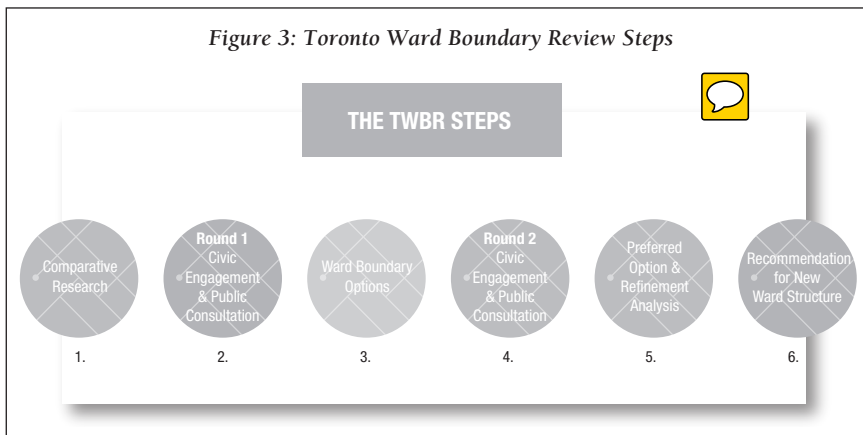 Figure 3: Toronto Ward Boundary Review Steps
THE TWBR STEPS
Comparative
Research
1.
Round 1
Civic
Engagement
& Public
Consultation
2.
Ward Boundary
Options
3.
Round 2
Civic
Engagement
& Public
Consultation
4.
Preferred
Option &
Refinement
Analysis
5.
Recommendation
for New
Ward Structure
6.